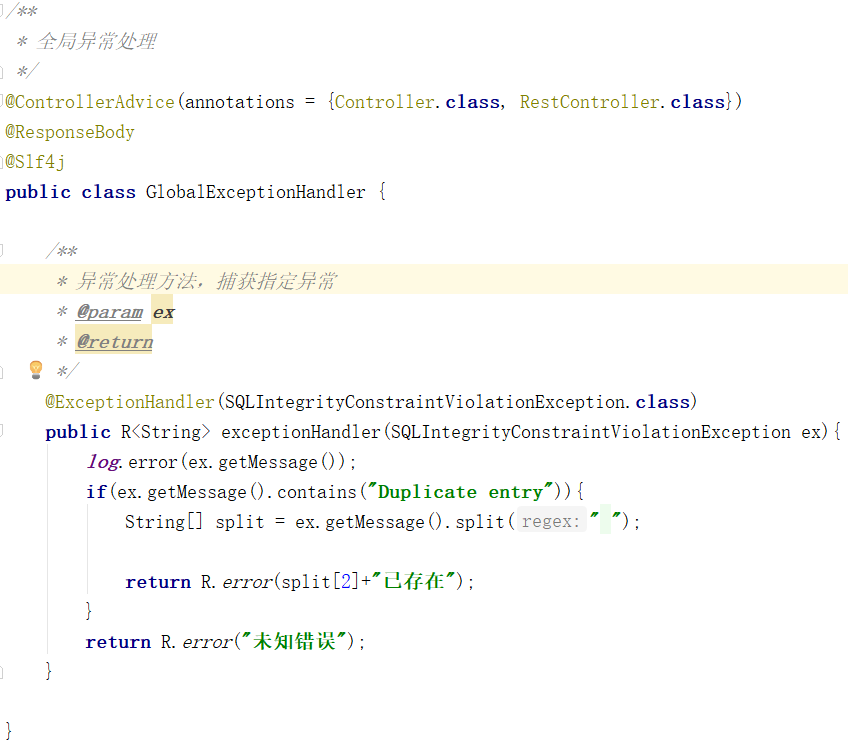 /**
 * 全局异常处理
 */
@ControllerAdvice(annotations = {Controller.class, RestController.class})
@ResponseBody
@Slf4j
public class GlobalExceptionHandler {
    /**
     * 异常处理方法，捕获指定异常
     * @param ex
     * @return
     */
    @ExceptionHandler(SQLIntegrityConstraintViolationException.class)
    public R<String> exceptionHandler(SQLIntegrityConstraintViolationException ex){
        log.error(ex.getMessage());
        if(ex.getMessage().contains("Duplicate entry")){
            String[] split = ex.getMessage().split( regex: " ");
            return R.error(split[2]+"已存在");
        }
        return R.error("未知错误");
    }
}